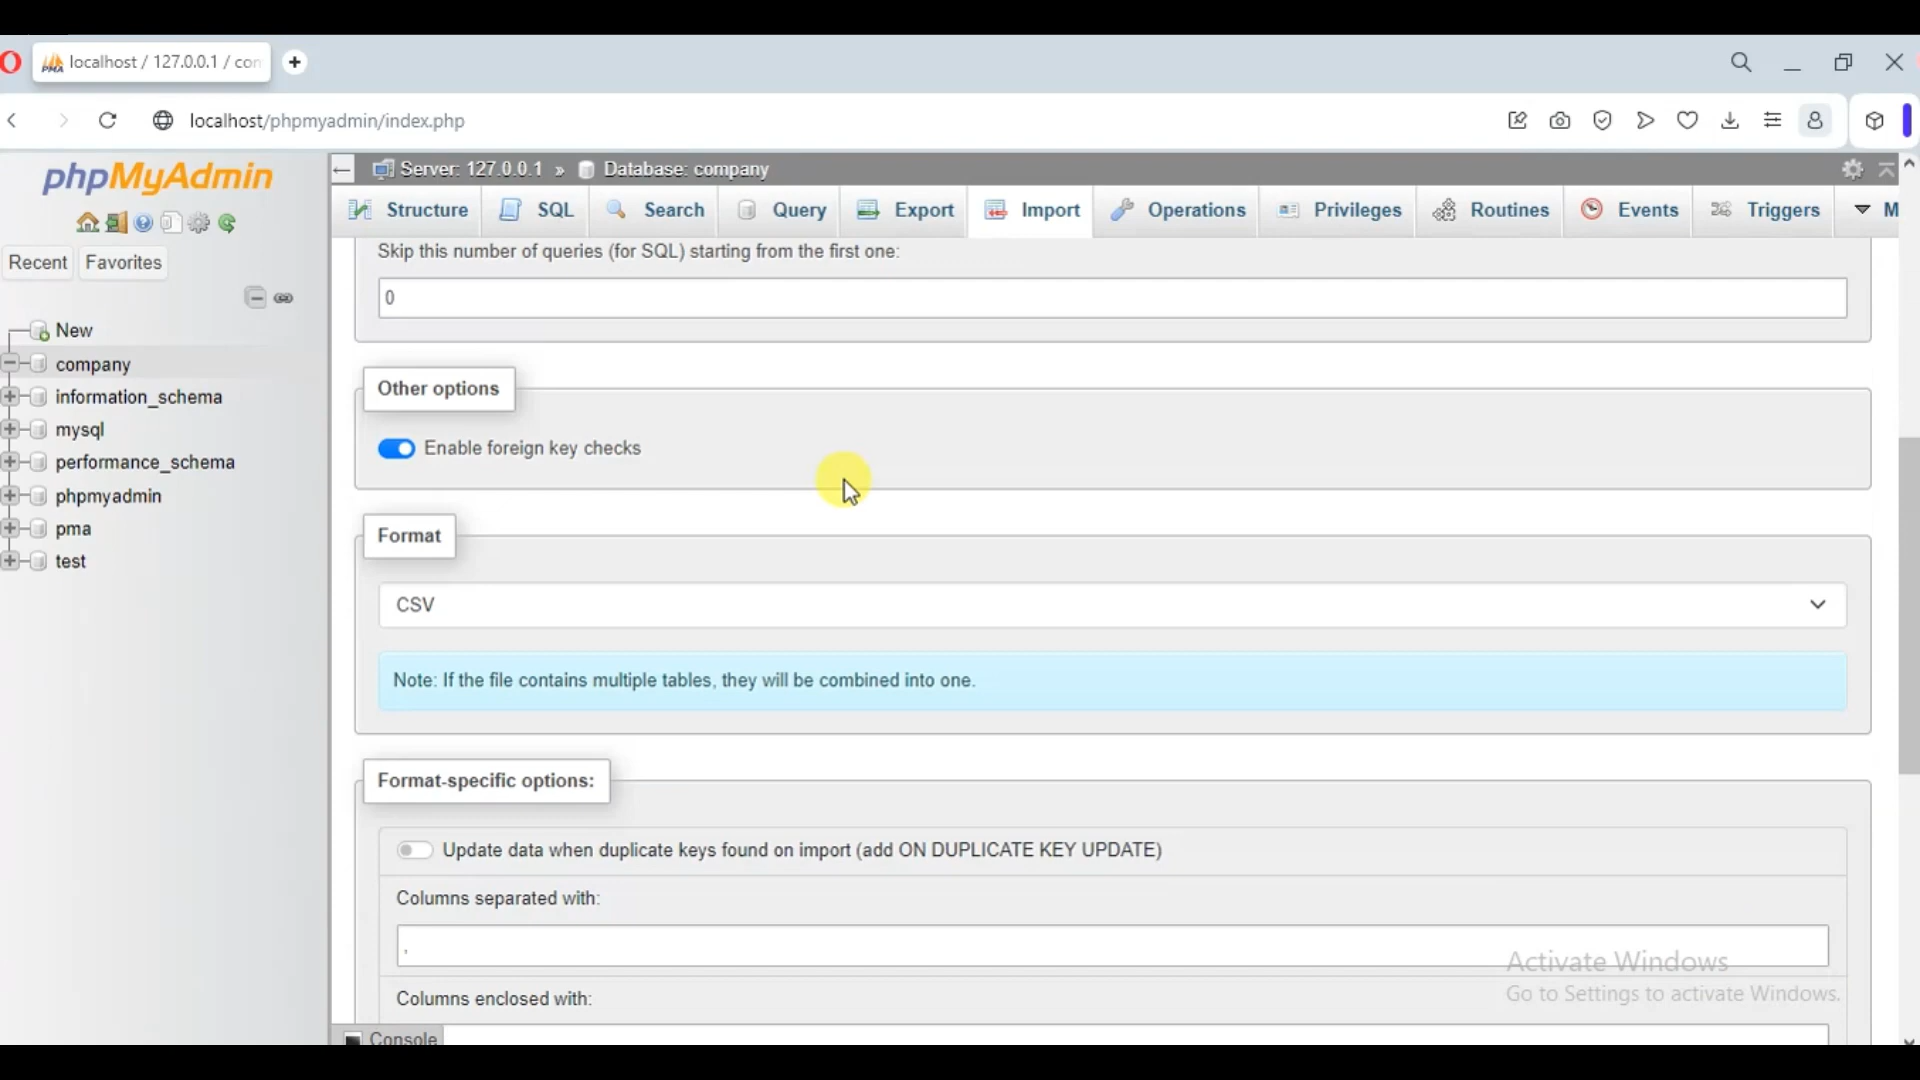 localhost / 127.0.0.1 / con
localhost/phpmyadmin/index.php
phpMyAdmin
Recent Favorites
New
company
information_schema
mysql
performance_schema
phpmyadmin
pma
test
Server: 127.0.0.1 » Database: company
Structure SQL Search Query Export Import Operations Privileges Routines Events Triggers M
Skip this number of queries (for SQL) starting from the first one:
0
Other options
Enable foreign key checks
Format
CSV
Note: If the file contains multiple tables, they will be combined into one.
Format-specific options:
Update data when duplicate keys found on import (add ON DUPLICATE KEY UPDATE)
Columns separated with:
,
Columns enclosed with:
Activate Windows
Go to Settings to activate Windows.
Console